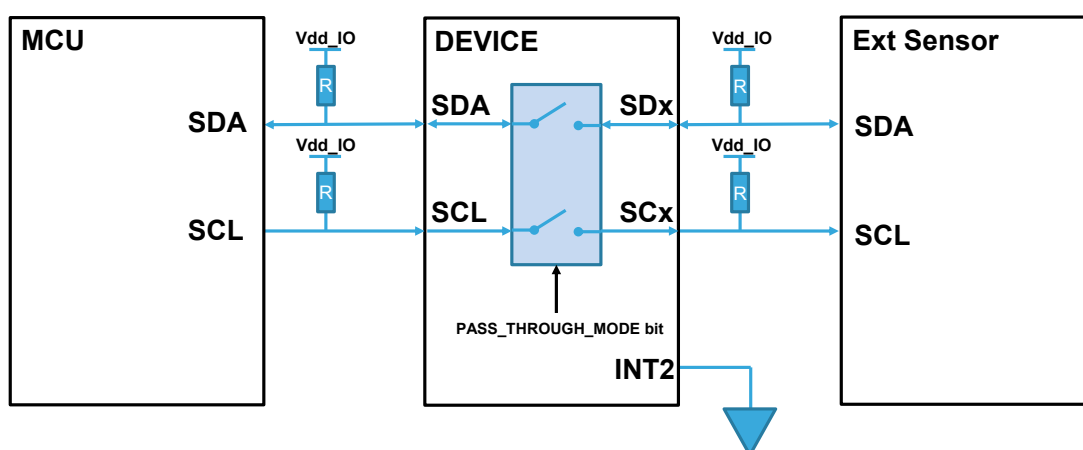 MCU
Vdd_IO
DEVICE
Vdd_IO
Ext Sensor
R
R
SDA
SDA
SDx
SDA
Vdd_IO
Vdd_IO
R
R
SCL
SCL
SCx
SCL
PASS_THROUGH_MODE bit
INT2